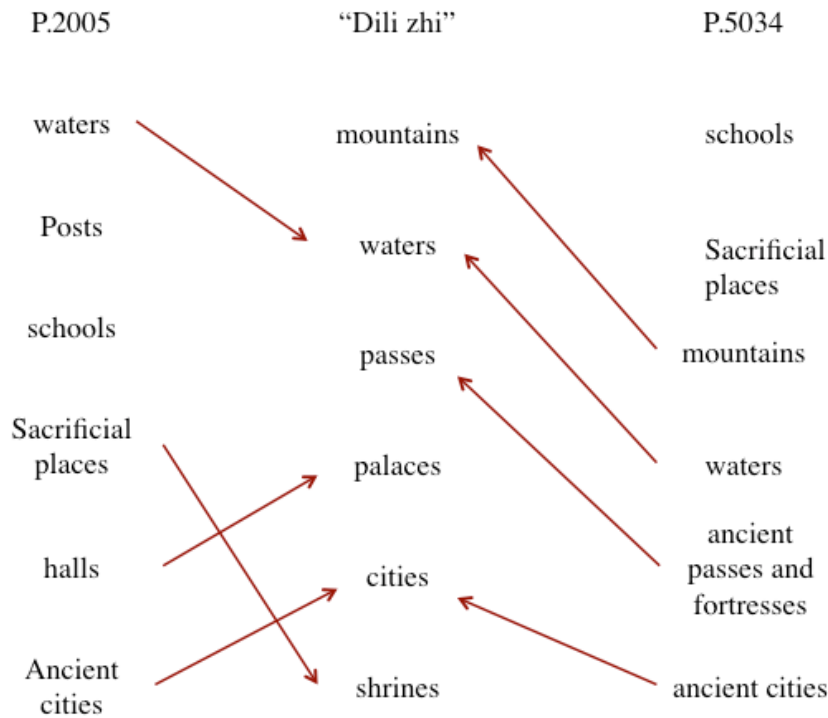 P.2005
“Dili zhi”
P.5034
waters
mountains
schools
Posts
waters
Sacrificial
places
schools
passes
mountains
Sacrificial
places
palaces
waters
halls
cities
ancient
passes and
fortresses
Ancient
cities
shrines
ancient cities